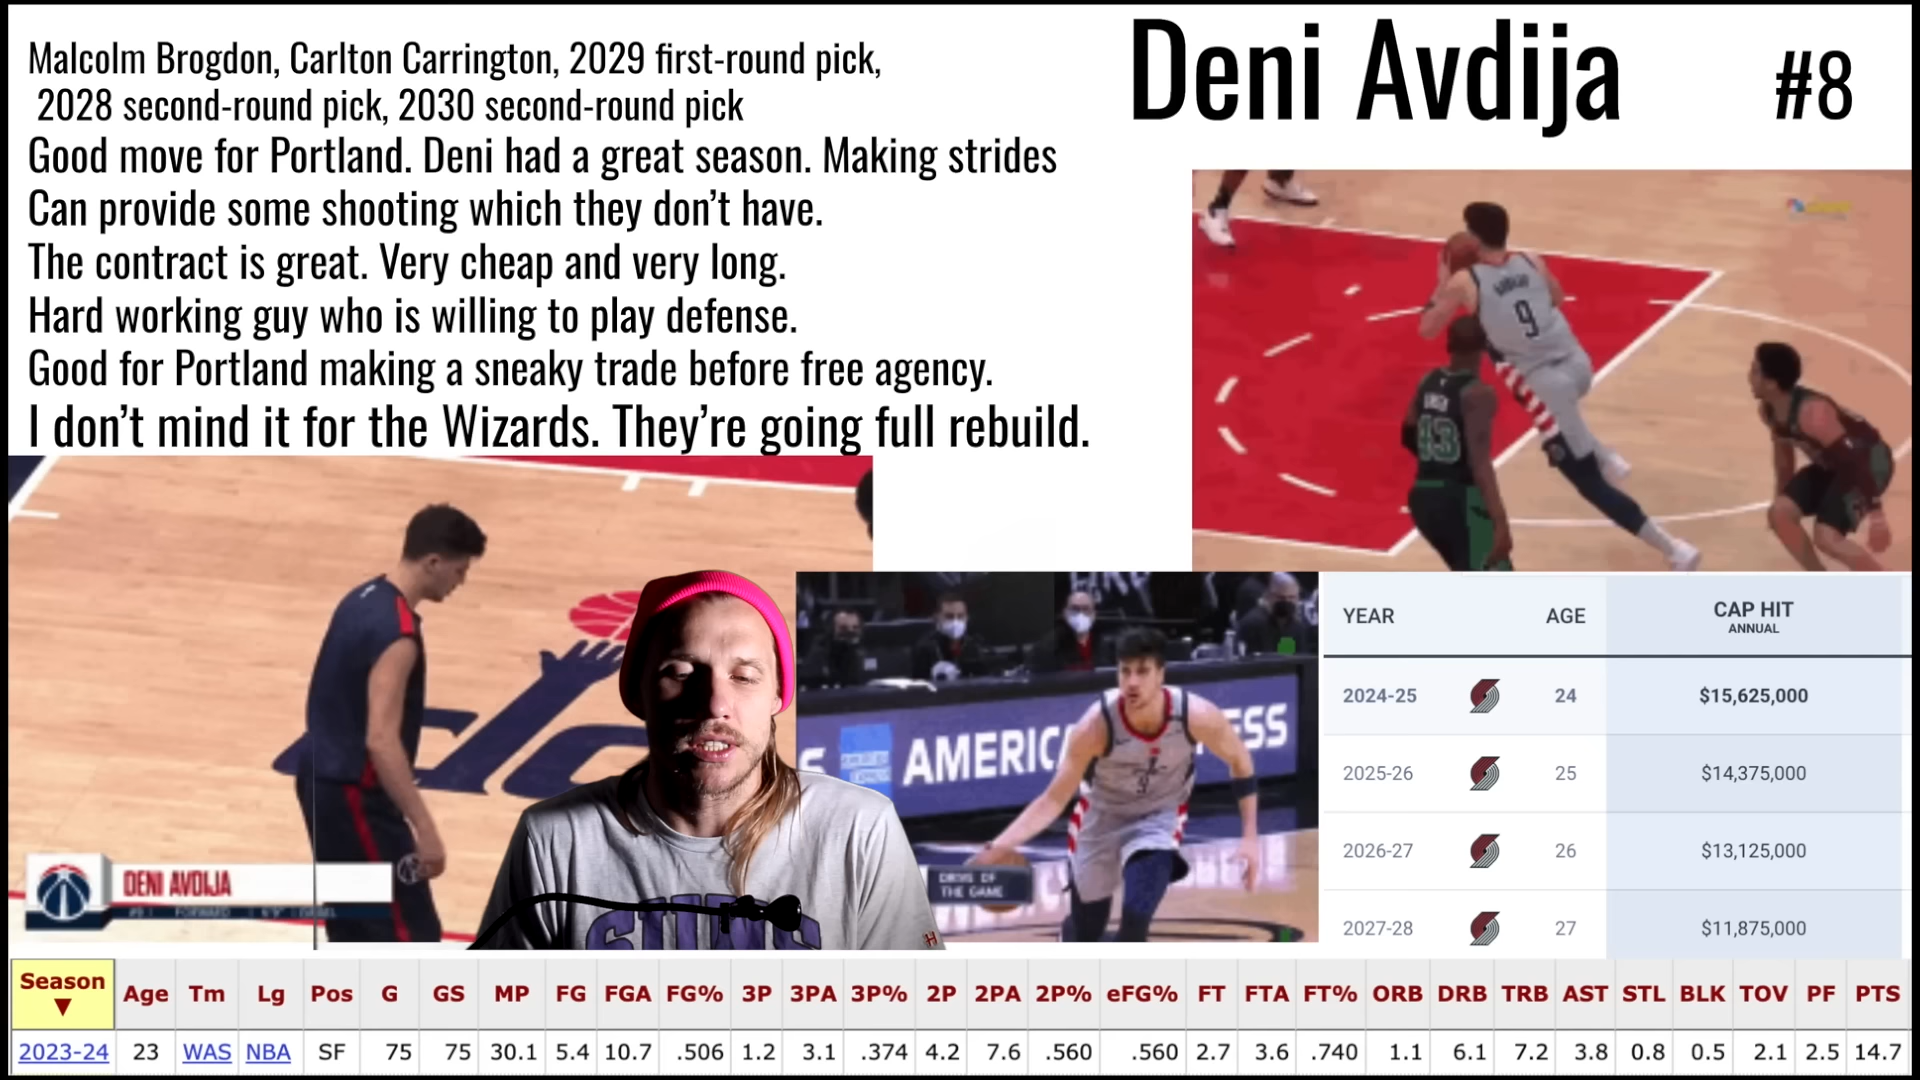 Malcolm Brogdon, Carlton Carrington, 2029 first-round pick,
2028 second-round pick, 2030 second-round pick
Good move for Portland. Deni had a great season. Making strides
Can provide some shooting which they don’t have.
The contract is great. Very cheap and very long.
Hard working guy who is willing to play defense.
Good for Portland making a sneaky trade before free agency.
I don’t mind it for the Wizards. They’re going full rebuild.
Deni Avdija #8
9
43
DENI AVDIJA
FORWARD
AMERIC
ESS
DRIVE OF
THE GAME
SUNS
YEAR AGE CAP HIT
ANNUAL
2024-25 24 $15,625,000
2025-26 25 $14,375,000
2026-27 26 $13,125,000
2027-28 27 $11,875,000
Season ▼ Age Tm Lg Pos G GS MP FG FGA FG% 3P 3PA 3P% 2P 2PA 2P% eFG% FT FTA FT% ORB DRB TRB AST STL BLK TOV PF PTS
2023-24 23 WAS NBA SF 75 75 30.1 5.4 10.7 .506 1.2 3.1 .374 4.2 7.6 .560 .560 2.7 3.6 .740 1.1 6.1 7.2 3.8 0.8 0.5 2.1 2.5 14.7